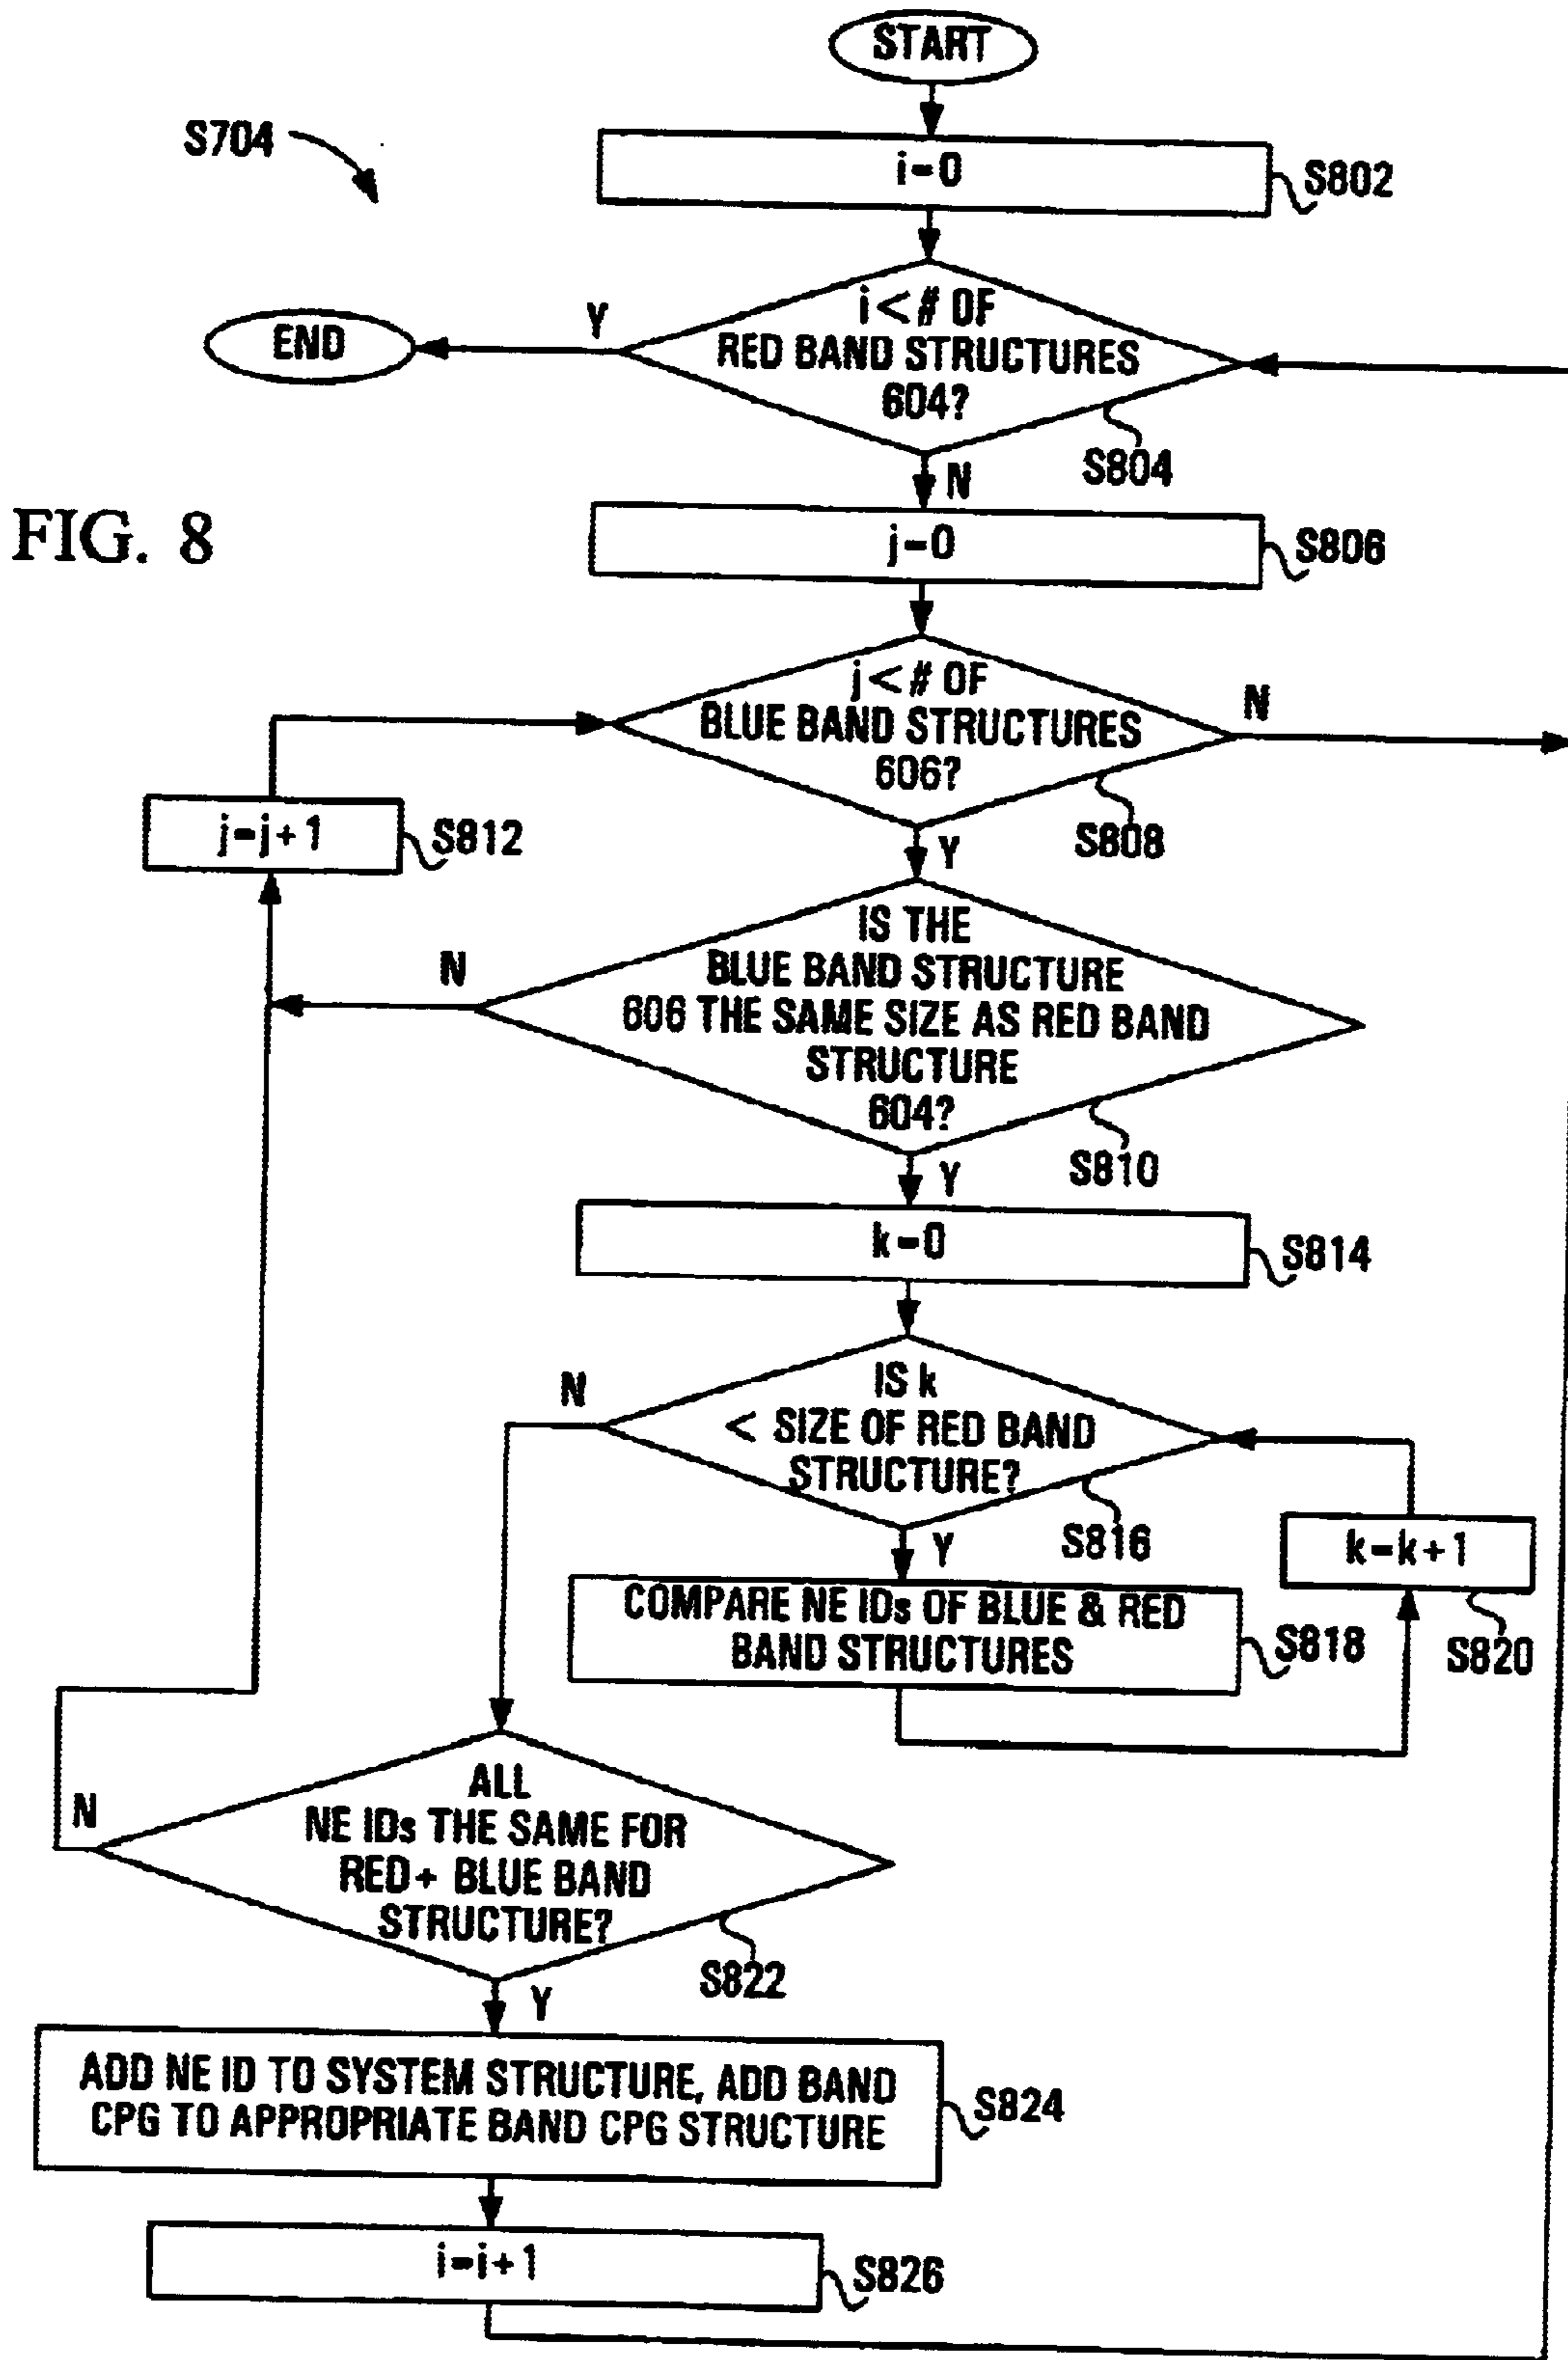 START
S704
i=0
S802
i < # OF
RED BAND STRUCTURES
604?
Y
END
S804
N
FIG. 8
j=0
S806
j < # OF
BLUE BAND STRUCTURES
606?
N
j=j+1
S812
S808
Y
IS THE
BLUE BAND STRUCTURE
606 THE SAME SIZE AS RED BAND
STRUCTURE
604?
N
S810
Y
k=0
S814
IS k
< SIZE OF RED BAND
STRUCTURE?
N
S816
Y
k=k+1
S820
COMPARE NE IDs OF BLUE & RED
BAND STRUCTURES
S818
ALL
NE IDs THE SAME FOR
RED+ BLUE BAND
STRUCTURE?
N
S822
Y
ADD NE ID TO SYSTEM STRUCTURE, ADD BAND
CPG TO APPROPRIATE BAND CPG STRUCTURE
S824
i=i+1
S826